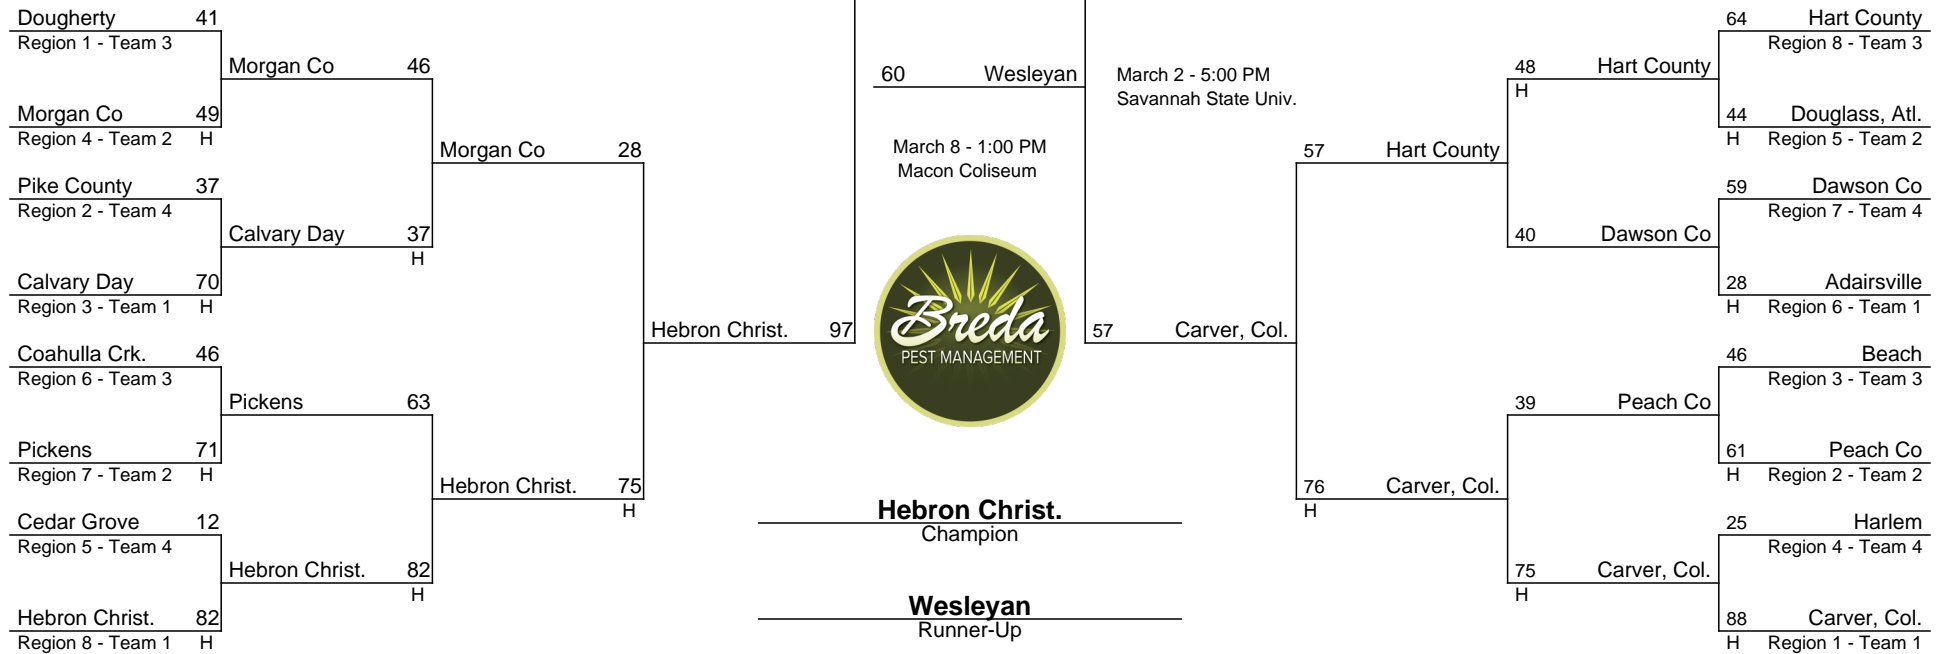 Dougherty 41
Region 1 - Team 3
Morgan Co 46
Morgan Co 49
Region 4 - Team 2 H
Morgan Co 28
Pike County 37
Region 2 - Team 4
Calvary Day 37
H
Calvary Day 70
Region 3 - Team 1 H
Hebron Christ. 97
Coahulla Crk. 46
Region 6 - Team 3
Pickens 63
Pickens 71
Region 7 - Team 2 H
Hebron Christ. 75
H
Cedar Grove 12
Region 5 - Team 4
Hebron Christ. 82
H
Hebron Christ. 82
Region 8 - Team 1 H
60 Wesleyan
March 8 - 1:00 PM
Macon Coliseum
Breda
PEST MANAGEMENT
Hebron Christ.
Champion
Wesleyan
Runner-Up
March 2 - 5:00 PM
Savannah State Univ.
64 Hart County
Region 8 - Team 3
48 Hart County
H
44 Douglass, Atl.
H Region 5 - Team 2
57 Hart County
59 Dawson Co
Region 7 - Team 4
40 Dawson Co
28 Adairsville
H Region 6 - Team 1
57 Carver, Col.
46 Beach
Region 3 - Team 3
39 Peach Co
61 Peach Co
H Region 2 - Team 2
76 Carver, Col.
H
25 Harlem
Region 4 - Team 4
75 Carver, Col.
H
88 Carver, Col.
H Region 1 - Team 1